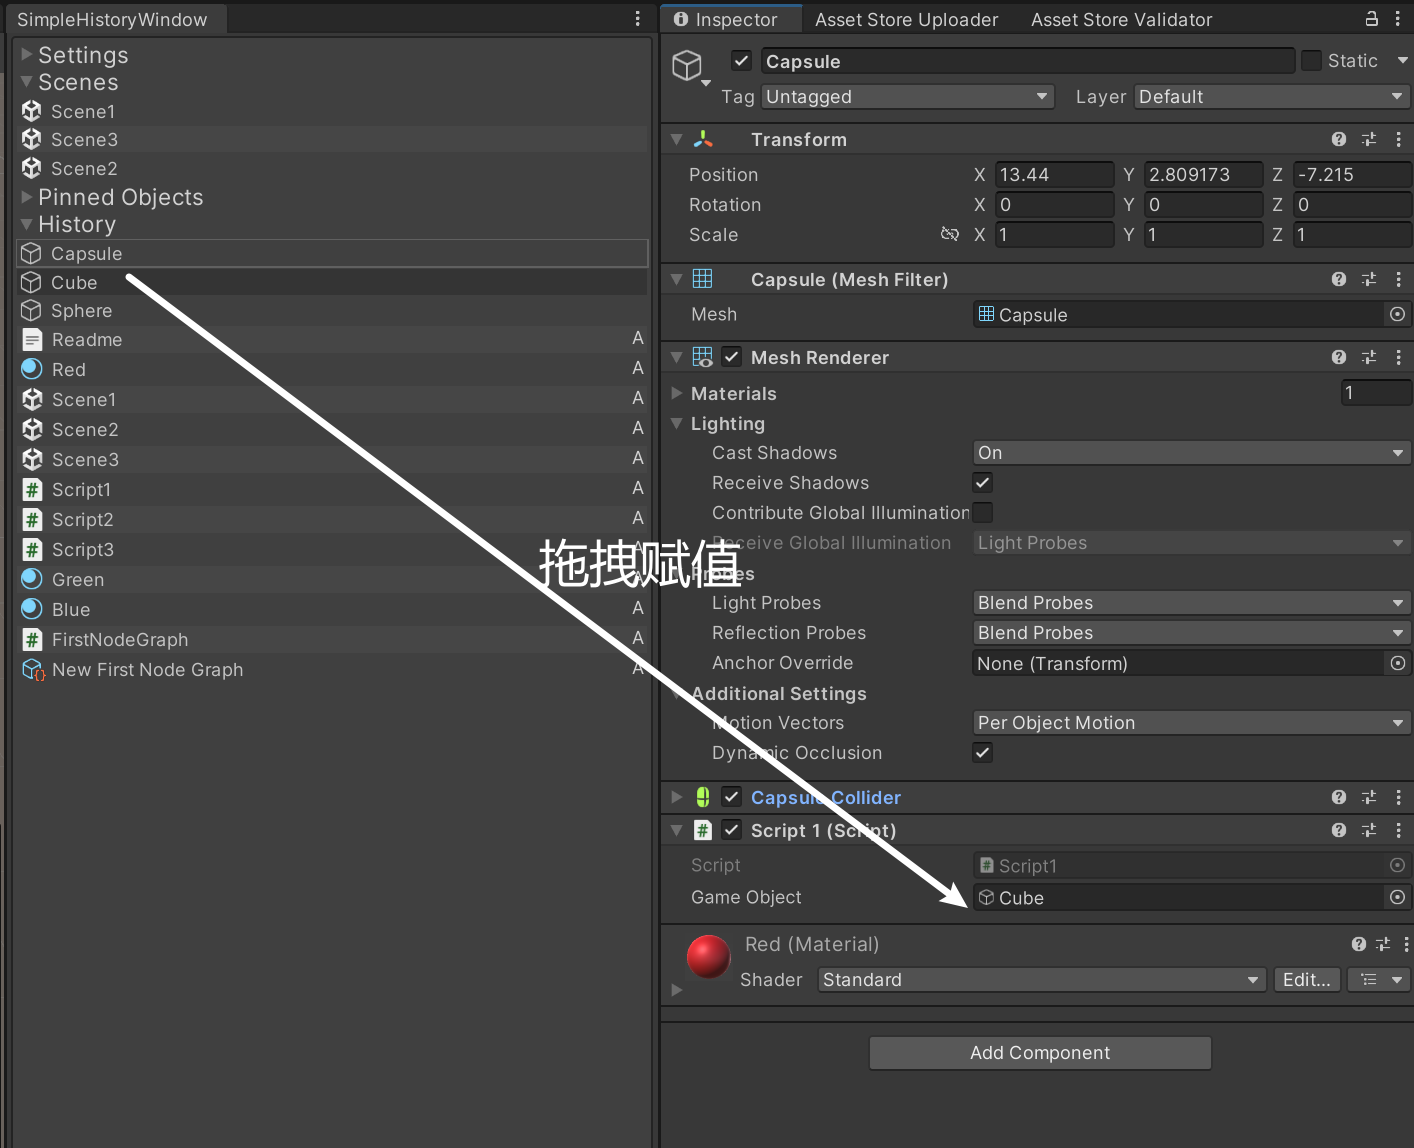 SimpleHistoryWindow
Settings
Scenes
Scene1
Scene3
Scene2
Pinned Objects
History
Capsule
Cube
Sphere
Readme A
Red A
Scene1 A
Scene2 A
Scene3 A
Script1 A
Script2 A
Script3 A
Green A
Blue A
FirstNodeGraph A
New First Node Graph A
拖拽赋值
Inspector Asset Store Uploader Asset Store Validator
Capsule Static
Tag Untagged Layer Default
Transform
Position X 13.44 Y 2.809173 Z -7.215
Rotation X 0 Y 0 Z 0
Scale X 1 Y 1 Z 1
Capsule (Mesh Filter)
Mesh Capsule
Mesh Renderer
Materials 1
Lighting
Cast Shadows On
Receive Shadows
Contribute Global Illumination
Receive Global Illumination Light Probes
Probes
Light Probes Blend Probes
Reflection Probes Blend Probes
Anchor Override None (Transform)
Additional Settings
Motion Vectors Per Object Motion
Dynamic Occlusion
Capsule Collider
Script 1 (Script)
Script Script1
Game Object Cube
Red (Material)
Shader Standard Edit...
Add Component